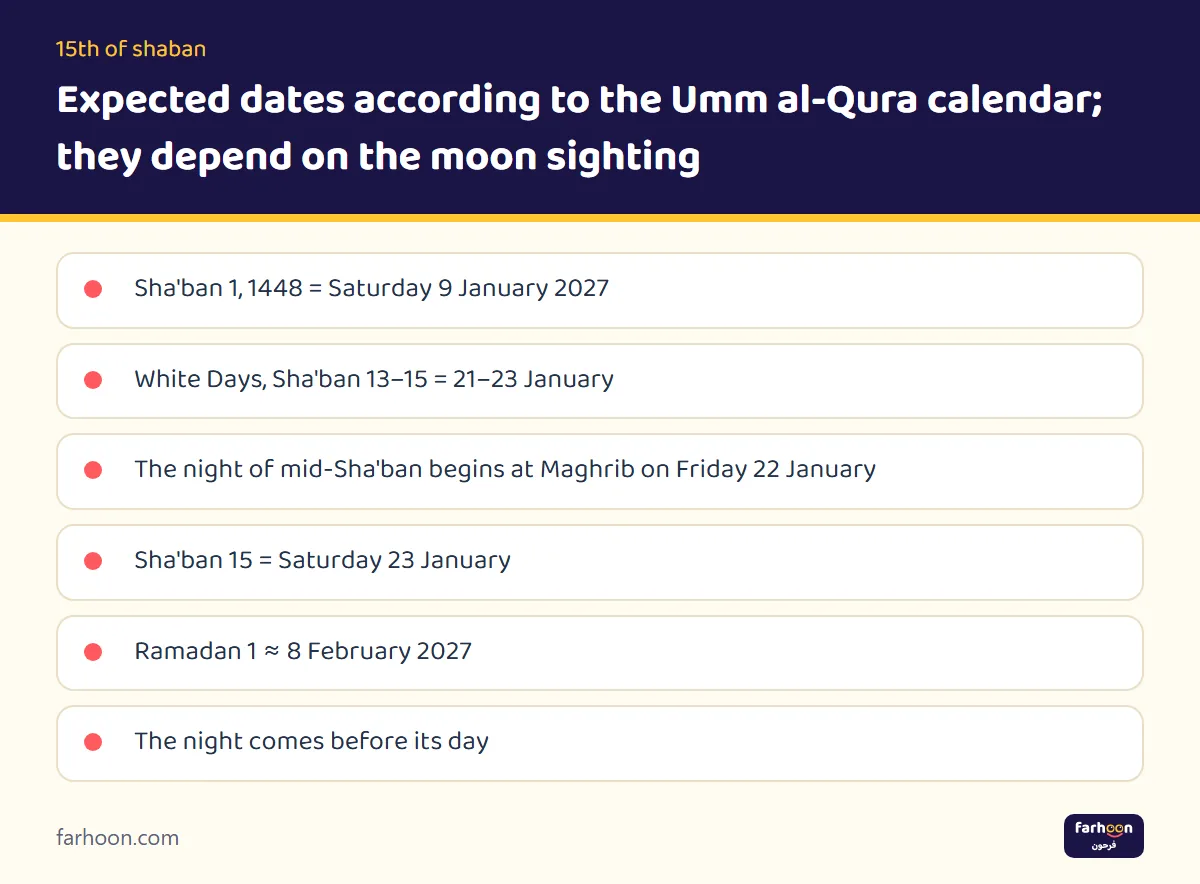 15th of shaban
Expected dates according to the Umm al-Qura calendar;
they depend on the moon sighting
Sha'ban 1, 1448 = Saturday 9 January 2027
White Days, Sha'ban 13–15 = 21–23 January
The night of mid-Sha'ban begins at Maghrib on Friday 22 January
Sha'ban 15 = Saturday 23 January
Ramadan 1 ≈ 8 February 2027
The night comes before its day
farhoon.com
farhoon
فرحون